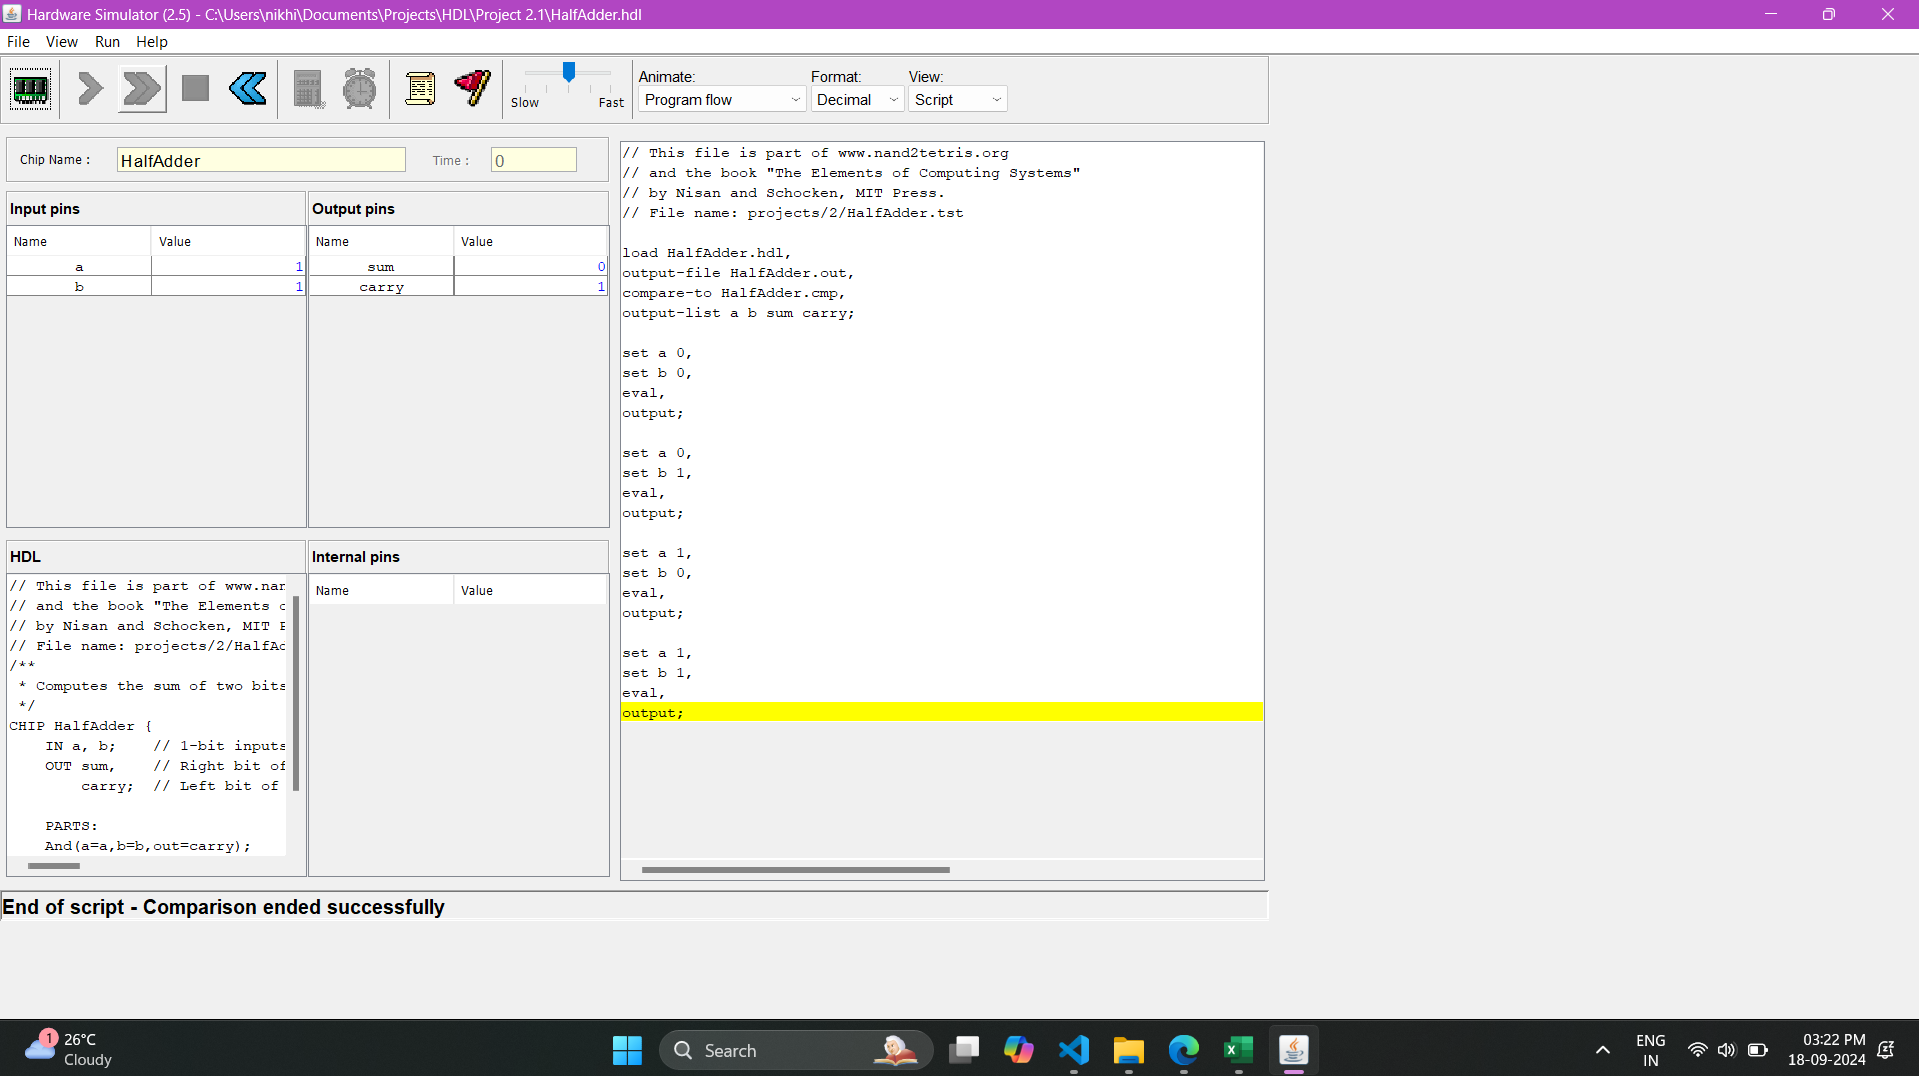 Hardware Simulator (2.5) - C:\Users\nikhi\Documents\Projects\HDL\Project 2.1\HalfAdder.hdl
File View Run Help
Slow Fast
Animate: Format: View:
Program flow Decimal Script
Chip Name : HalfAdder Time : 0
Input pins
Name Value
a 1
b 1
Output pins
Name Value
sum 0
carry 1
HDL
// This file is part of www.nan
// and the book "The Elements o
// by Nisan and Schocken, MIT P
// File name: projects/2/HalfAd
/**
* Computes the sum of two bits
*/
CHIP HalfAdder {
IN a, b; // 1-bit inputs
OUT sum, // Right bit of
carry; // Left bit of
PARTS:
And(a=a,b=b,out=carry);
Internal pins
Name Value
// This file is part of www.nand2tetris.org
// and the book "The Elements of Computing Systems"
// by Nisan and Schocken, MIT Press.
// File name: projects/2/HalfAdder.tst
load HalfAdder.hdl,
output-file HalfAdder.out,
compare-to HalfAdder.cmp,
output-list a b sum carry;
set a 0,
set b 0,
eval,
output;
set a 0,
set b 1,
eval,
output;
set a 1,
set b 0,
eval,
output;
set a 1,
set b 1,
eval,
output;
End of script - Comparison ended successfully
1
26°C
Cloudy
Search
ENG
IN
03:22 PM
18-09-2024